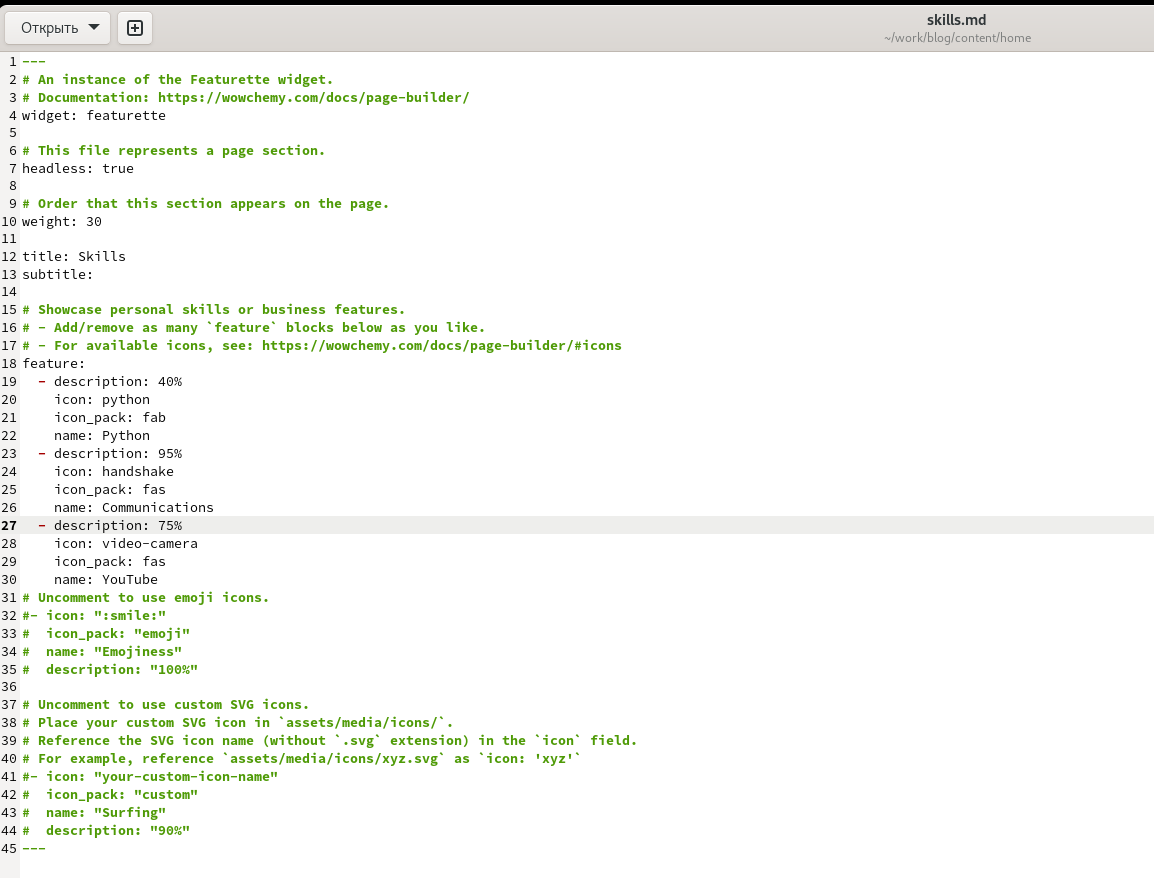 Открыть
skills.md
~/work/blog/content/home
1 ---
2 # An instance of the Featurette widget.
3 # Documentation: https://wowchemy.com/docs/page-builder/
4 widget: featurette
5
6 # This file represents a page section.
7 headless: true
8
9 # Order that this section appears on the page.
10 weight: 30
11
12 title: Skills
13 subtitle:
14
15 # Showcase personal skills or business features.
16 # - Add/remove as many `feature` blocks below as you like.
17 # - For available icons, see: https://wowchemy.com/docs/page-builder/#icons
18 feature:
19   - description: 40%
20     icon: python
21     icon_pack: fab
22     name: Python
23   - description: 95%
24     icon: handshake
25     icon_pack: fas
26     name: Communications
27   - description: 75%
28     icon: video-camera
29     icon_pack: fas
30     name: YouTube
31 # Uncomment to use emoji icons.
32 #- icon: ":smile:"
33 #  icon_pack: "emoji"
34 #  name: "Emojiness"
35 #  description: "100%"
36
37 # Uncomment to use custom SVG icons.
38 # Place your custom SVG icon in `assets/media/icons/`.
39 # Reference the SVG icon name (without `.svg` extension) in the `icon` field.
40 # For example, reference `assets/media/icons/xyz.svg` as `icon: 'xyz'`
41 #- icon: "your-custom-icon-name"
42 #  icon_pack: "custom"
43 #  name: "Surfing"
44 #  description: "90%"
45 ---